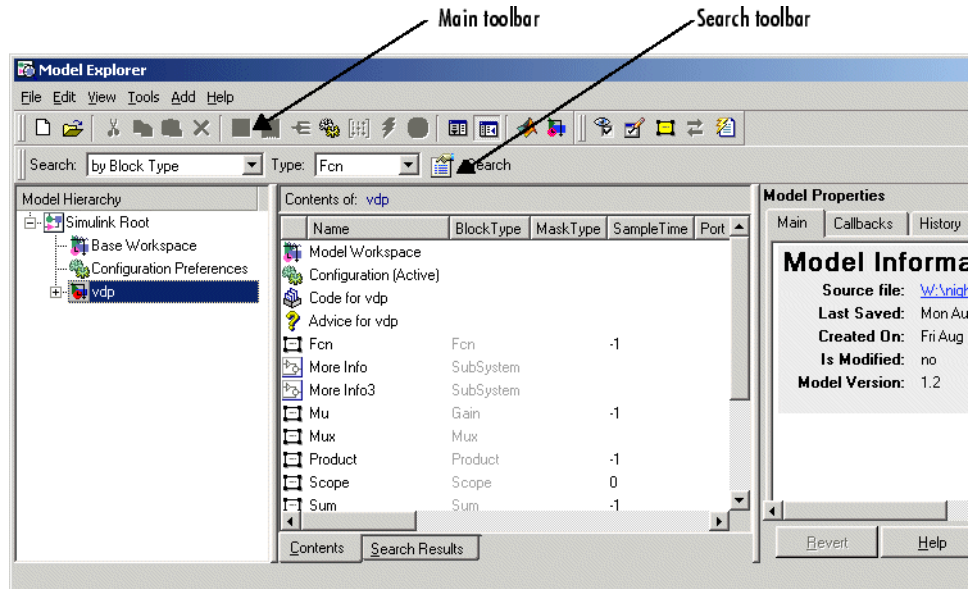 Main toolbar
Search toolbar
Model Explorer
File Edit View Tools Add Help
Search: by Block Type Type: Fcn Search
Model Hierarchy
Simulink Root
Base Workspace
Configuration Preferences
vdp
Contents of: vdp
Name BlockType MaskType SampleTime Port
Model Workspace
Configuration (Active)
Code for vdp
Advice for vdp
Fcn Fcn -1
More Info SubSystem
More Info3 SubSystem
Mu Gain -1
Mux Mux
Product Product -1
Scope Scope 0
Sum Sum -1
Contents Search Results
Model Properties
Main Callbacks History
Model Informa
Source file: W:\nigh
Last Saved: Mon Au
Created On: Fri Aug
Is Modified: no
Model Version: 1.2
Revert Help